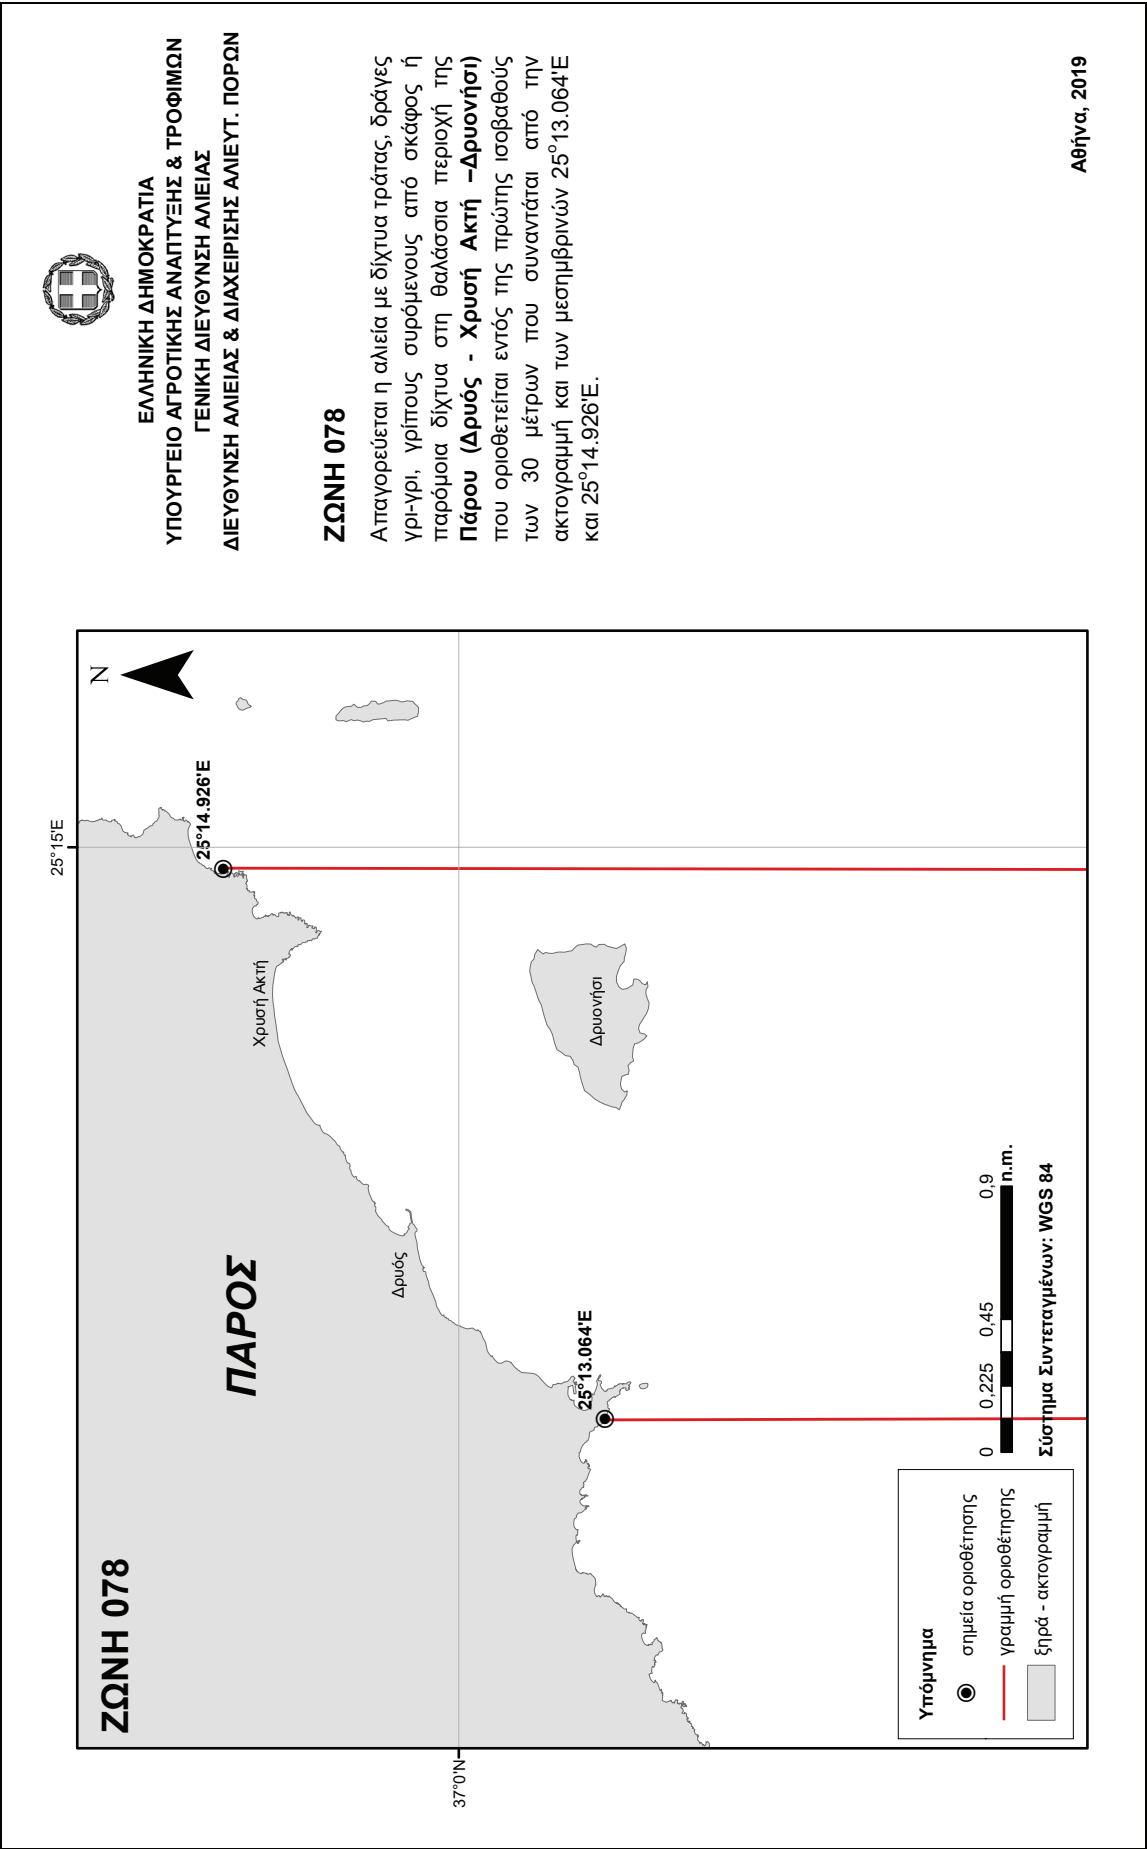 ΖΩΝΗ 078
25°15'E
N
25°14.926'E
Χρυσή Ακτή
ΠΑΡΟΣ
Δρυός
37°0'N
Δρυονήσι
25°13.064'E
Υπόμνημα
σημεία οριοθέτησης
γραμμή οριοθέτησης
ξηρά - ακτογραμμή
0 0,225 0,45 0,9
n.m.
Σύστημα Συντεταγμένων: WGS 84
ΕΛΛΗΝΙΚΗ ΔΗΜΟΚΡΑΤΙΑ
ΥΠΟΥΡΓΕΙΟ ΑΓΡΟΤΙΚΗΣ ΑΝΑΠΤΥΞΗΣ & ΤΡΟΦΙΜΩΝ
ΓΕΝΙΚΗ ΔΙΕΥΘΥΝΣΗ ΑΛΙΕΙΑΣ
ΔΙΕΥΘΥΝΣΗ ΑΛΙΕΙΑΣ & ΔΙΑΧΕΙΡΙΣΗΣ ΑΛΙΕΥΤ. ΠΟΡΩΝ
ΖΩΝΗ 078
Απαγορεύεται η αλιεία με δίχτυα τράτας, δράγες
γρι-γρι, γρίπους συρόμενους από σκάφος ή
παρόμοια δίχτυα στη θαλάσσια περιοχή της
Πάρου (Δρυός - Χρυσή Ακτή –Δρυονήσι)
που οριοθετείται εντός της πρώτης ισοβαθούς
των 30 μέτρων που συναντάται από την
ακτογραμμή και των μεσημβρινών 25°13.064'E
και 25°14.926'E.
Αθήνα, 2019